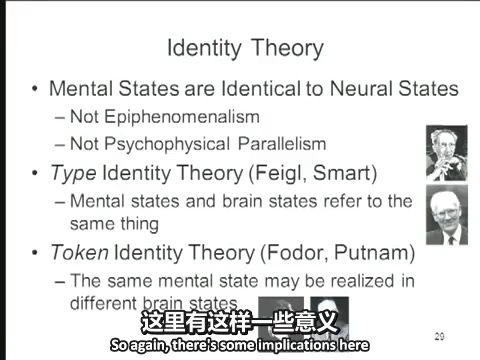 Identity Theory
• Mental States are Identical to Neural States
– Not Epiphenomenalism
– Not Psychophysical Parallelism
• Type Identity Theory (Feigl, Smart)
– Mental states and brain states refer to the
same thing
• Token Identity Theory (Fodor, Putnam)
– The same mental state may be realized in
different brain states
这里有这样一些意义
So again, there's some implications here
29